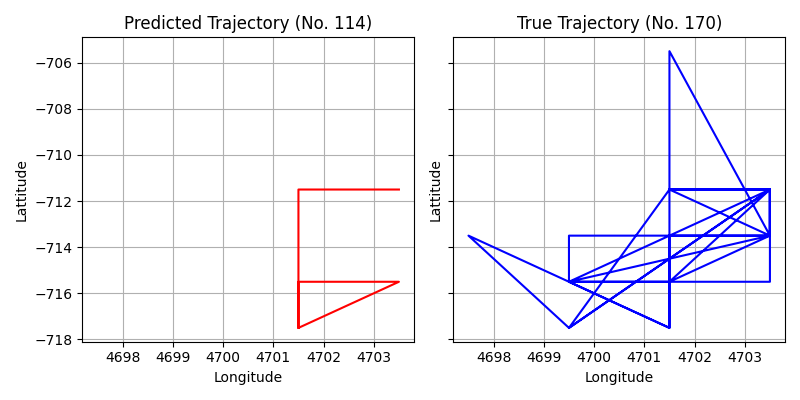 Predicted Trajectory (No. 114)
−706
−708
−710
−712
−714
−716
−718
Lattitude
4698 4699 4700 4701 4702 4703
Longitude
True Trajectory (No. 170)
Lattitude
4698 4699 4700 4701 4702 4703
Longitude